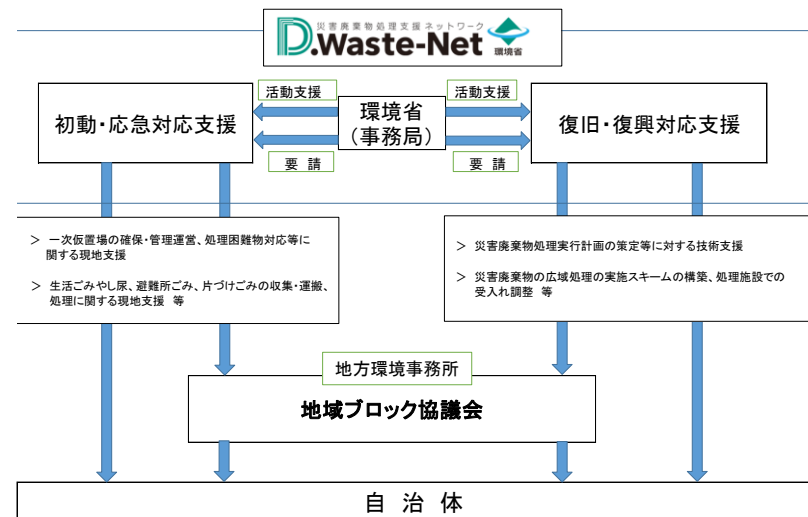 災害廃棄物処理支援ネットワーク
D.Waste-Net
環境省
活動支援
活動支援
初動・応急対応支援
環境省
（事務局）
復旧・復興対応支援
要 請
要 請
＞ 一次仮置場の確保・管理運営、処理困難物対応等に
関する現地支援
＞ 生活ごみやし尿、避難所ごみ、片づけごみの収集・運搬、
処理に関する現地支援 等
＞ 災害廃棄物処理実行計画の策定等に対する技術支援
＞ 災害廃棄物の広域処理の実施スキームの構築、処理施設での
受入れ調整 等
地方環境事務所
地域ブロック協議会
自 治 体